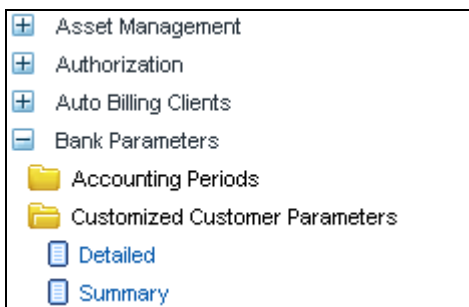 Asset Management
Authorization
Auto Billing Clients
Bank Parameters
Accounting Periods
Customized Customer Parameters
Detailed
Summary